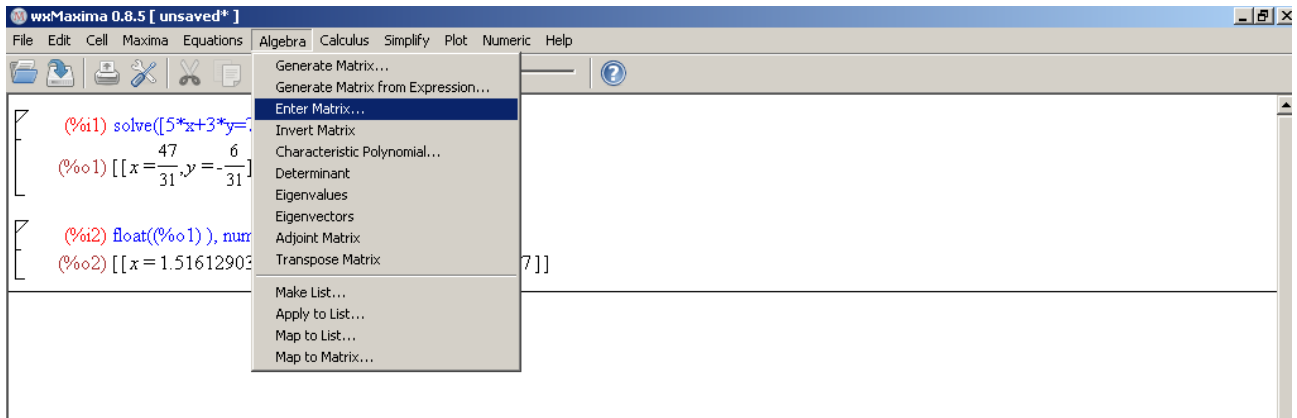 wxMaxima 0.8.5 [ unsaved* ]
File Edit Cell Maxima Equations Algebra Calculus Simplify Plot Numeric Help
Generate Matrix...
Generate Matrix from Expression...
Enter Matrix...
Invert Matrix
Characteristic Polynomial...
Determinant
Eigenvalues
Eigenvectors
Adjoint Matrix
Transpose Matrix
Make List...
Apply to List...
Map to List...
Map to Matrix...
(%i1) solve([5*x+3*y=
(%o1) [[x=47/31,y=-6/31]
(%i2) float((%o1) ), num
(%o2) [[x=1.51612903 7]]